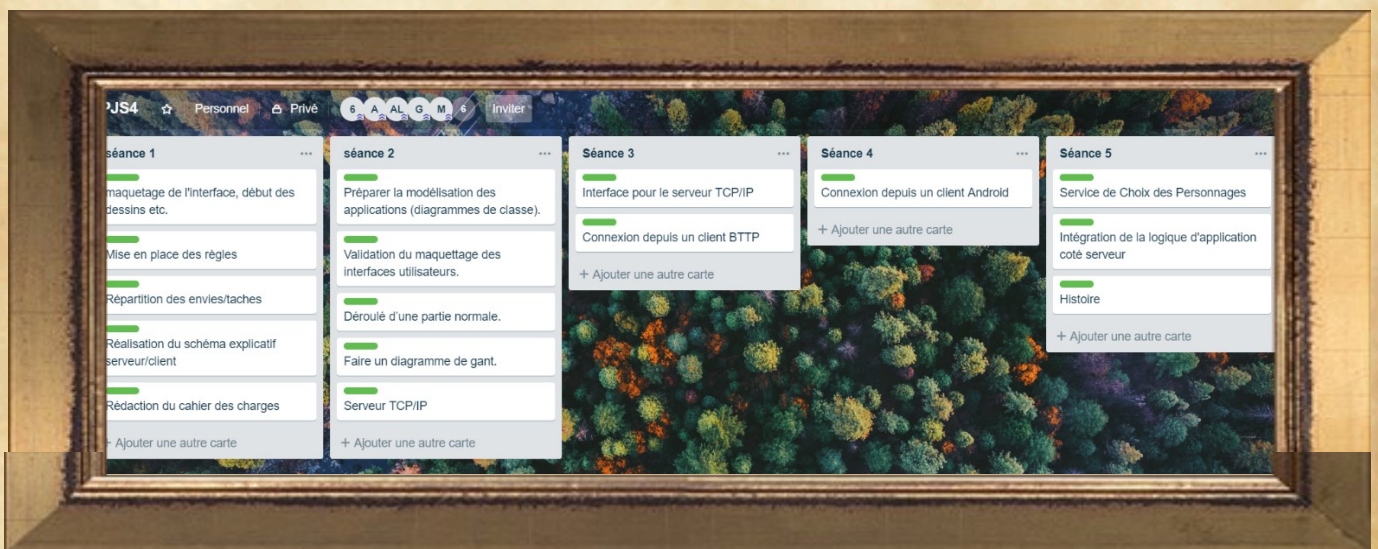 PJS4 Personnel Privé 6 A AL G M 6 Inviter
séance 1
maquetage de l'interface, début des
dessins etc.
Mise en place des règles
Répartition des envies/taches
Réalisation du schéma explicatif
serveur/client
Rédaction du cahier des charges
+ Ajouter une autre carte
séance 2
Préparer la modélisation des
applications (diagrammes de classe).
Validation du maquettage des
interfaces utilisateurs.
Déroulé d'une partie normale.
Faire un diagramme de gant.
Serveur TCP/IP
+ Ajouter une autre carte
Séance 3
Interface pour le serveur TCP/IP
Connexion depuis un client BTTP
+ Ajouter une autre carte
Séance 4
Connexion depuis un client Android
+ Ajouter une autre carte
Séance 5
Service de Choix des Personnages
Intégration de la logique d'application
coté serveur
Histoire
+ Ajouter une autre carte